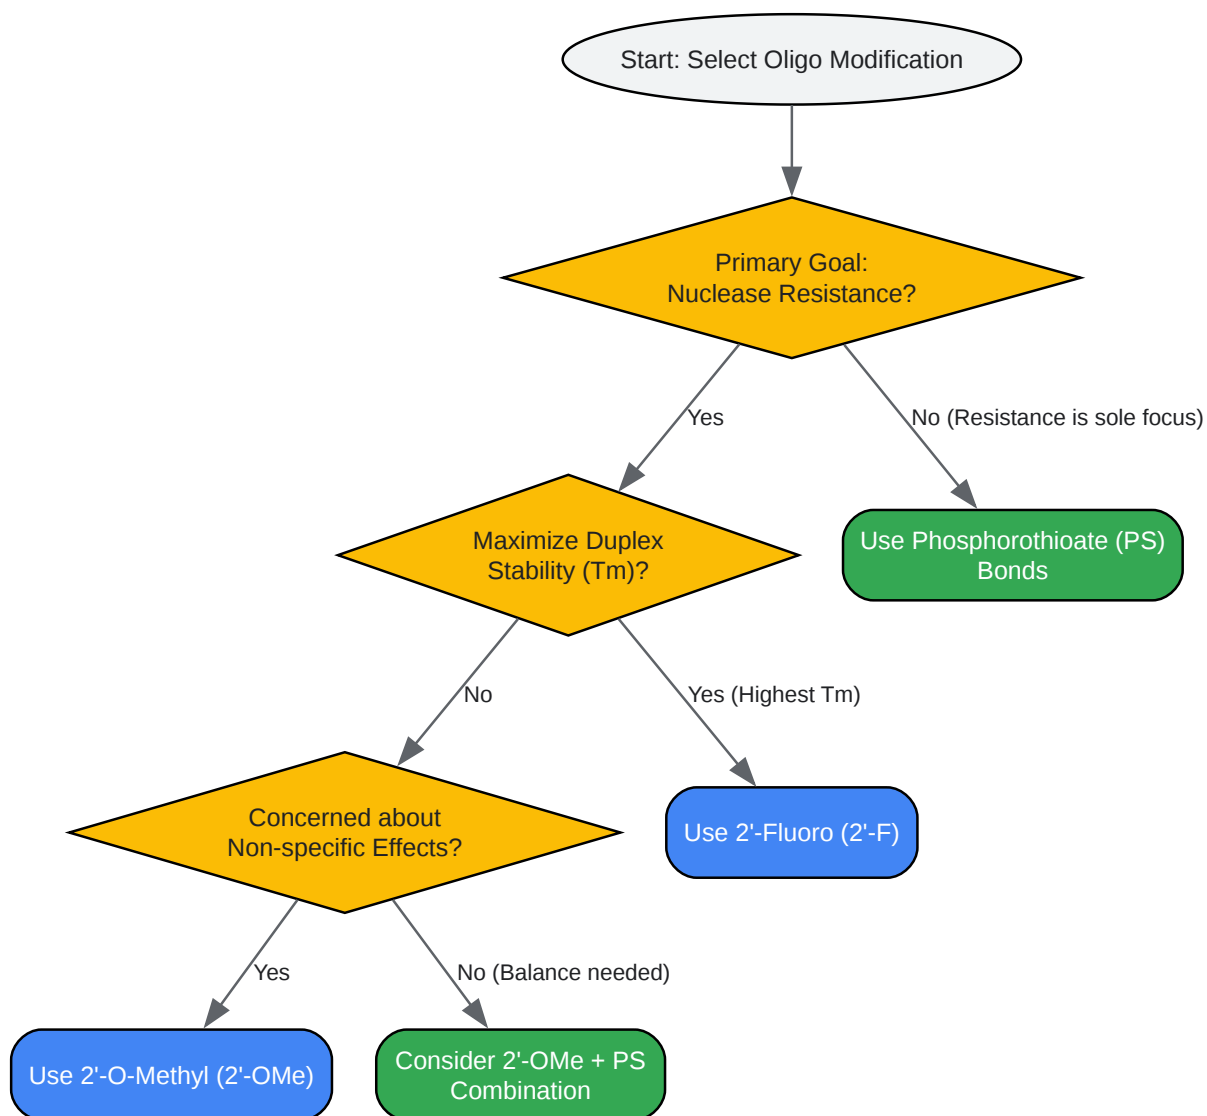 Start: Select Oligo Modification
Primary Goal:
Nuclease Resistance?
Yes
No (Resistance is sole focus)
Maximize Duplex
Stability (Tm)?
Use Phosphorothioate (PS)
Bonds
No
Yes (Highest Tm)
Concerned about
Non-specific Effects?
Use 2'-Fluoro (2'-F)
Yes
No (Balance needed)
Use 2'-O-Methyl (2'-OMe)
Consider 2'-OMe + PS
Combination